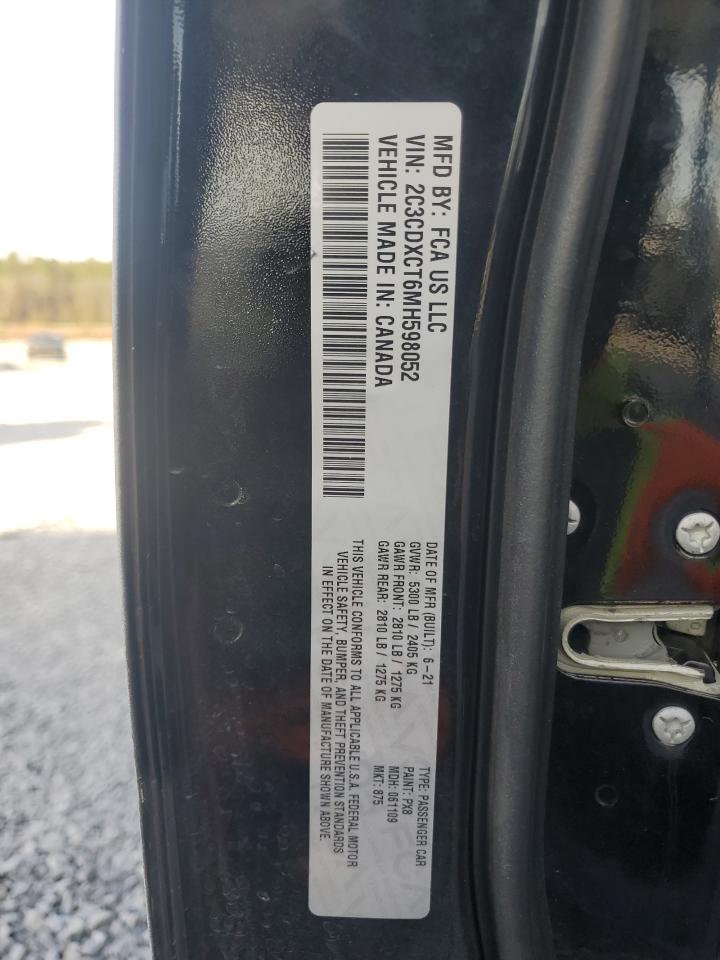 MFD BY: FCA US LLC
VIN: 2C3CDXCT6MH598052
VEHICLE MADE IN: CANADA
DATE OF MFR (BUILT): 6-21
GVWR: 5300 LB / 2405 KG
GAWR FRONT: 2810 LB / 1275 KG
GAWR REAR: 2810 LB / 1275 KG
THIS VEHICLE CONFORMS TO ALL APPLICABLE U.S.A. FEDERAL MOTOR
VEHICLE SAFETY, BUMPER, AND THEFT PREVENTION STANDARDS
IN EFFECT ON THE DATE OF MANUFACTURE SHOWN ABOVE.
TYPE: PASSENGER CAR
PAINT: PX8
MDH: 061109
MKT: 875